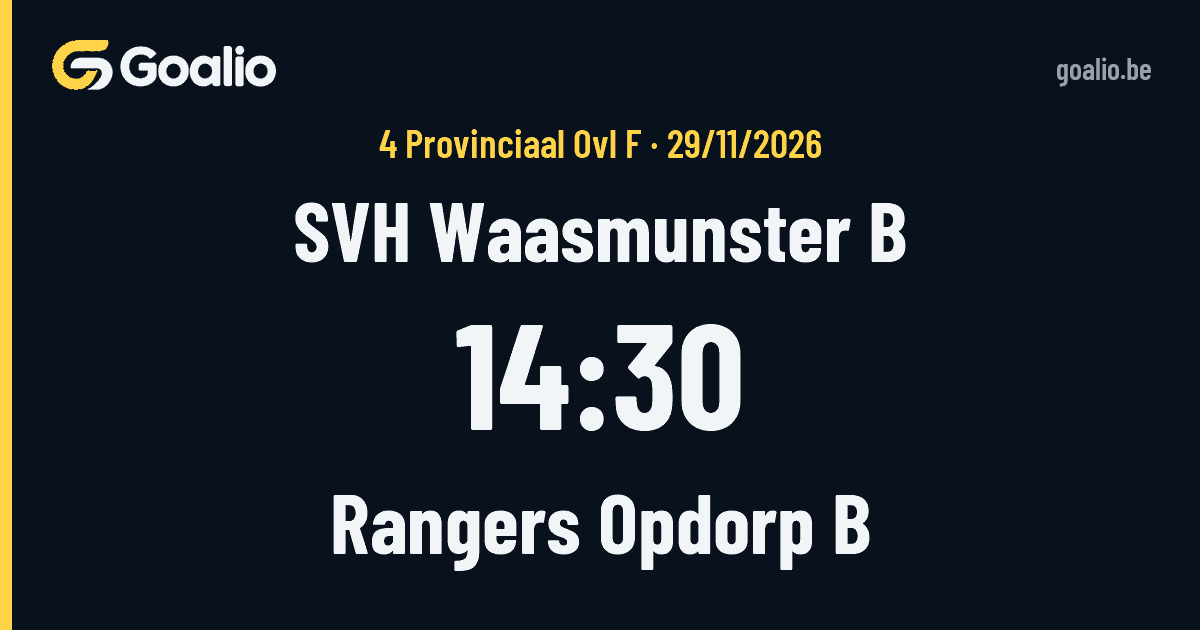 Goalio
goalio.be
4 Provinciaal Ovl F · 29/11/2026
SVH Waasmunster B
14:30
Rangers Opdorp B